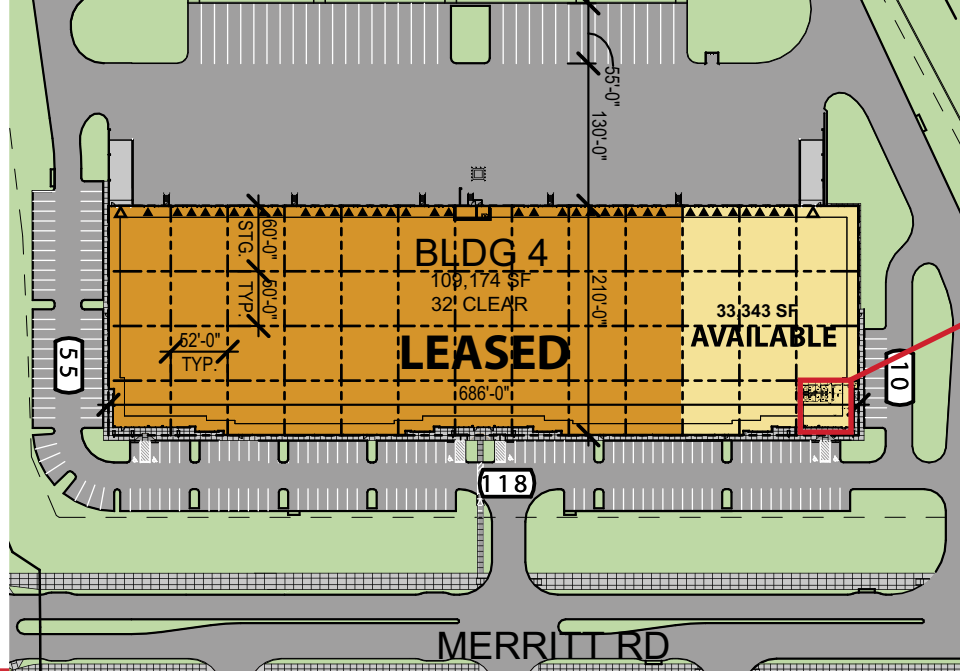 55'-0"
130'-0"
60'-0"
STG.
50'-0"
TYP.
BLDG 4
109,174 SF
32' CLEAR
210'-0"
33,343 SF
AVAILABLE
LEASED
52'-0"
TYP.
686'-0"
55
10
118
MERRITT RD